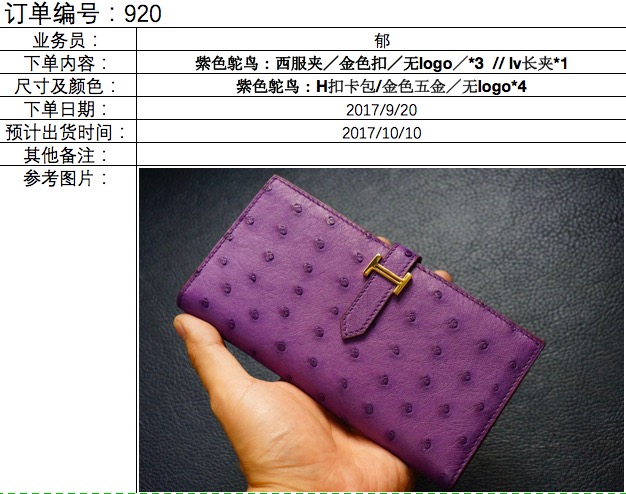 订单编号：920
业务员： 郁
下单内容： 紫色鸵鸟：西服夹／金色扣／无logo／*3 // lv长夹*1
尺寸及颜色： 紫色鸵鸟：H扣卡包/金色五金／无logo*4
下单日期： 2017/9/20
预计出货时间： 2017/10/10
其他备注：
参考图片：